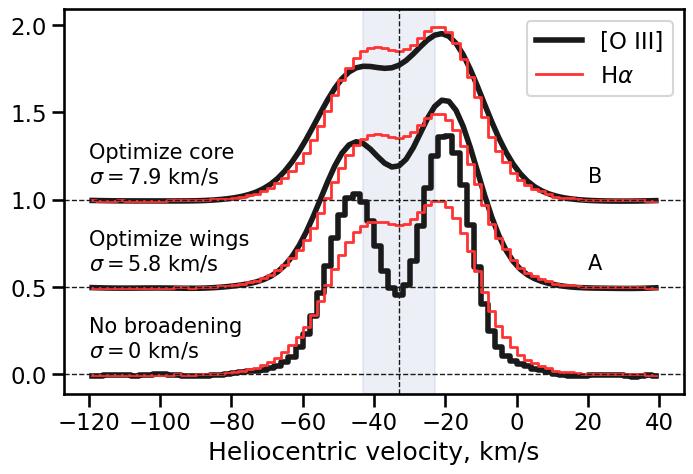 2.0
1.5
1.0
0.5
0.0
[O III]
Hα
Optimize core
σ = 7.9 km/s
B
Optimize wings
σ = 5.8 km/s
A
No broadening
σ = 0 km/s
−120 −100 −80 −60 −40 −20 0 20 40
Heliocentric velocity, km/s